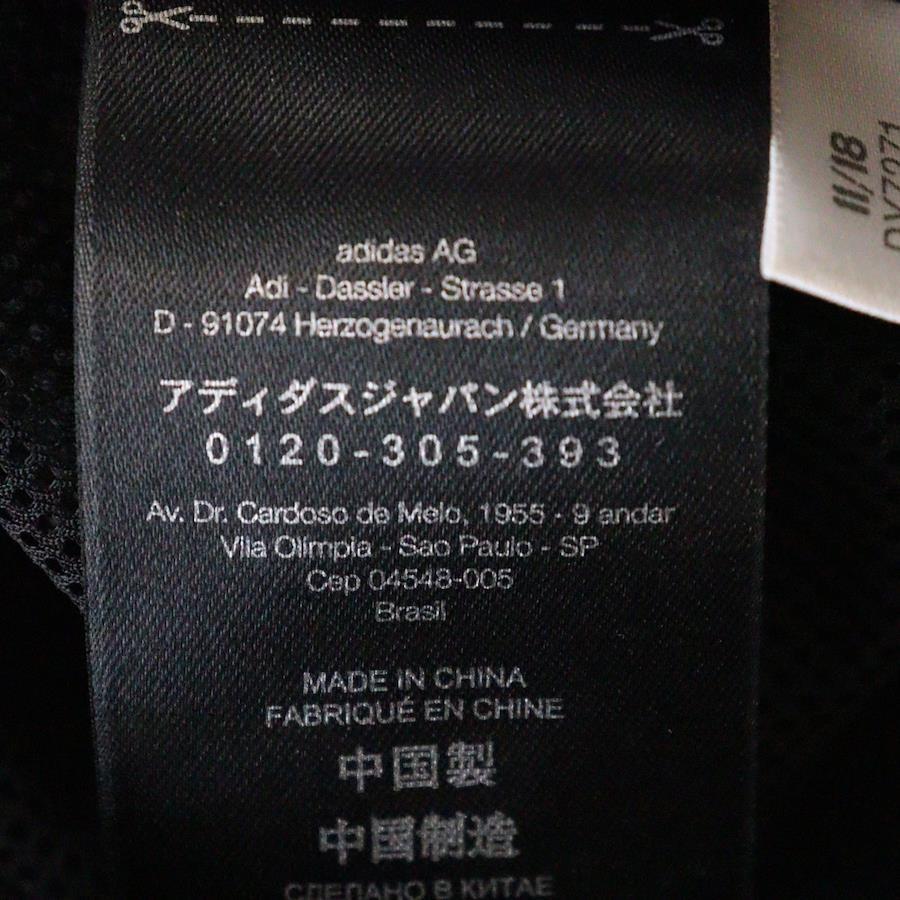 adidas AG
Adi - Dassler - Strasse 1
D - 91074 Herzogenaurach / Germany
アディダスジャパン株式会社
0120-305-393
Av. Dr. Cardoso de Melo, 1955 - 9 andar
Vila Olimpia - Sao Paulo - SP
Cep 04548-005
Brasil
MADE IN CHINA
FABRIQUÉ EN CHINE
中国製
中国制造
СДЕЛАНО В КИТАЕ
11/18